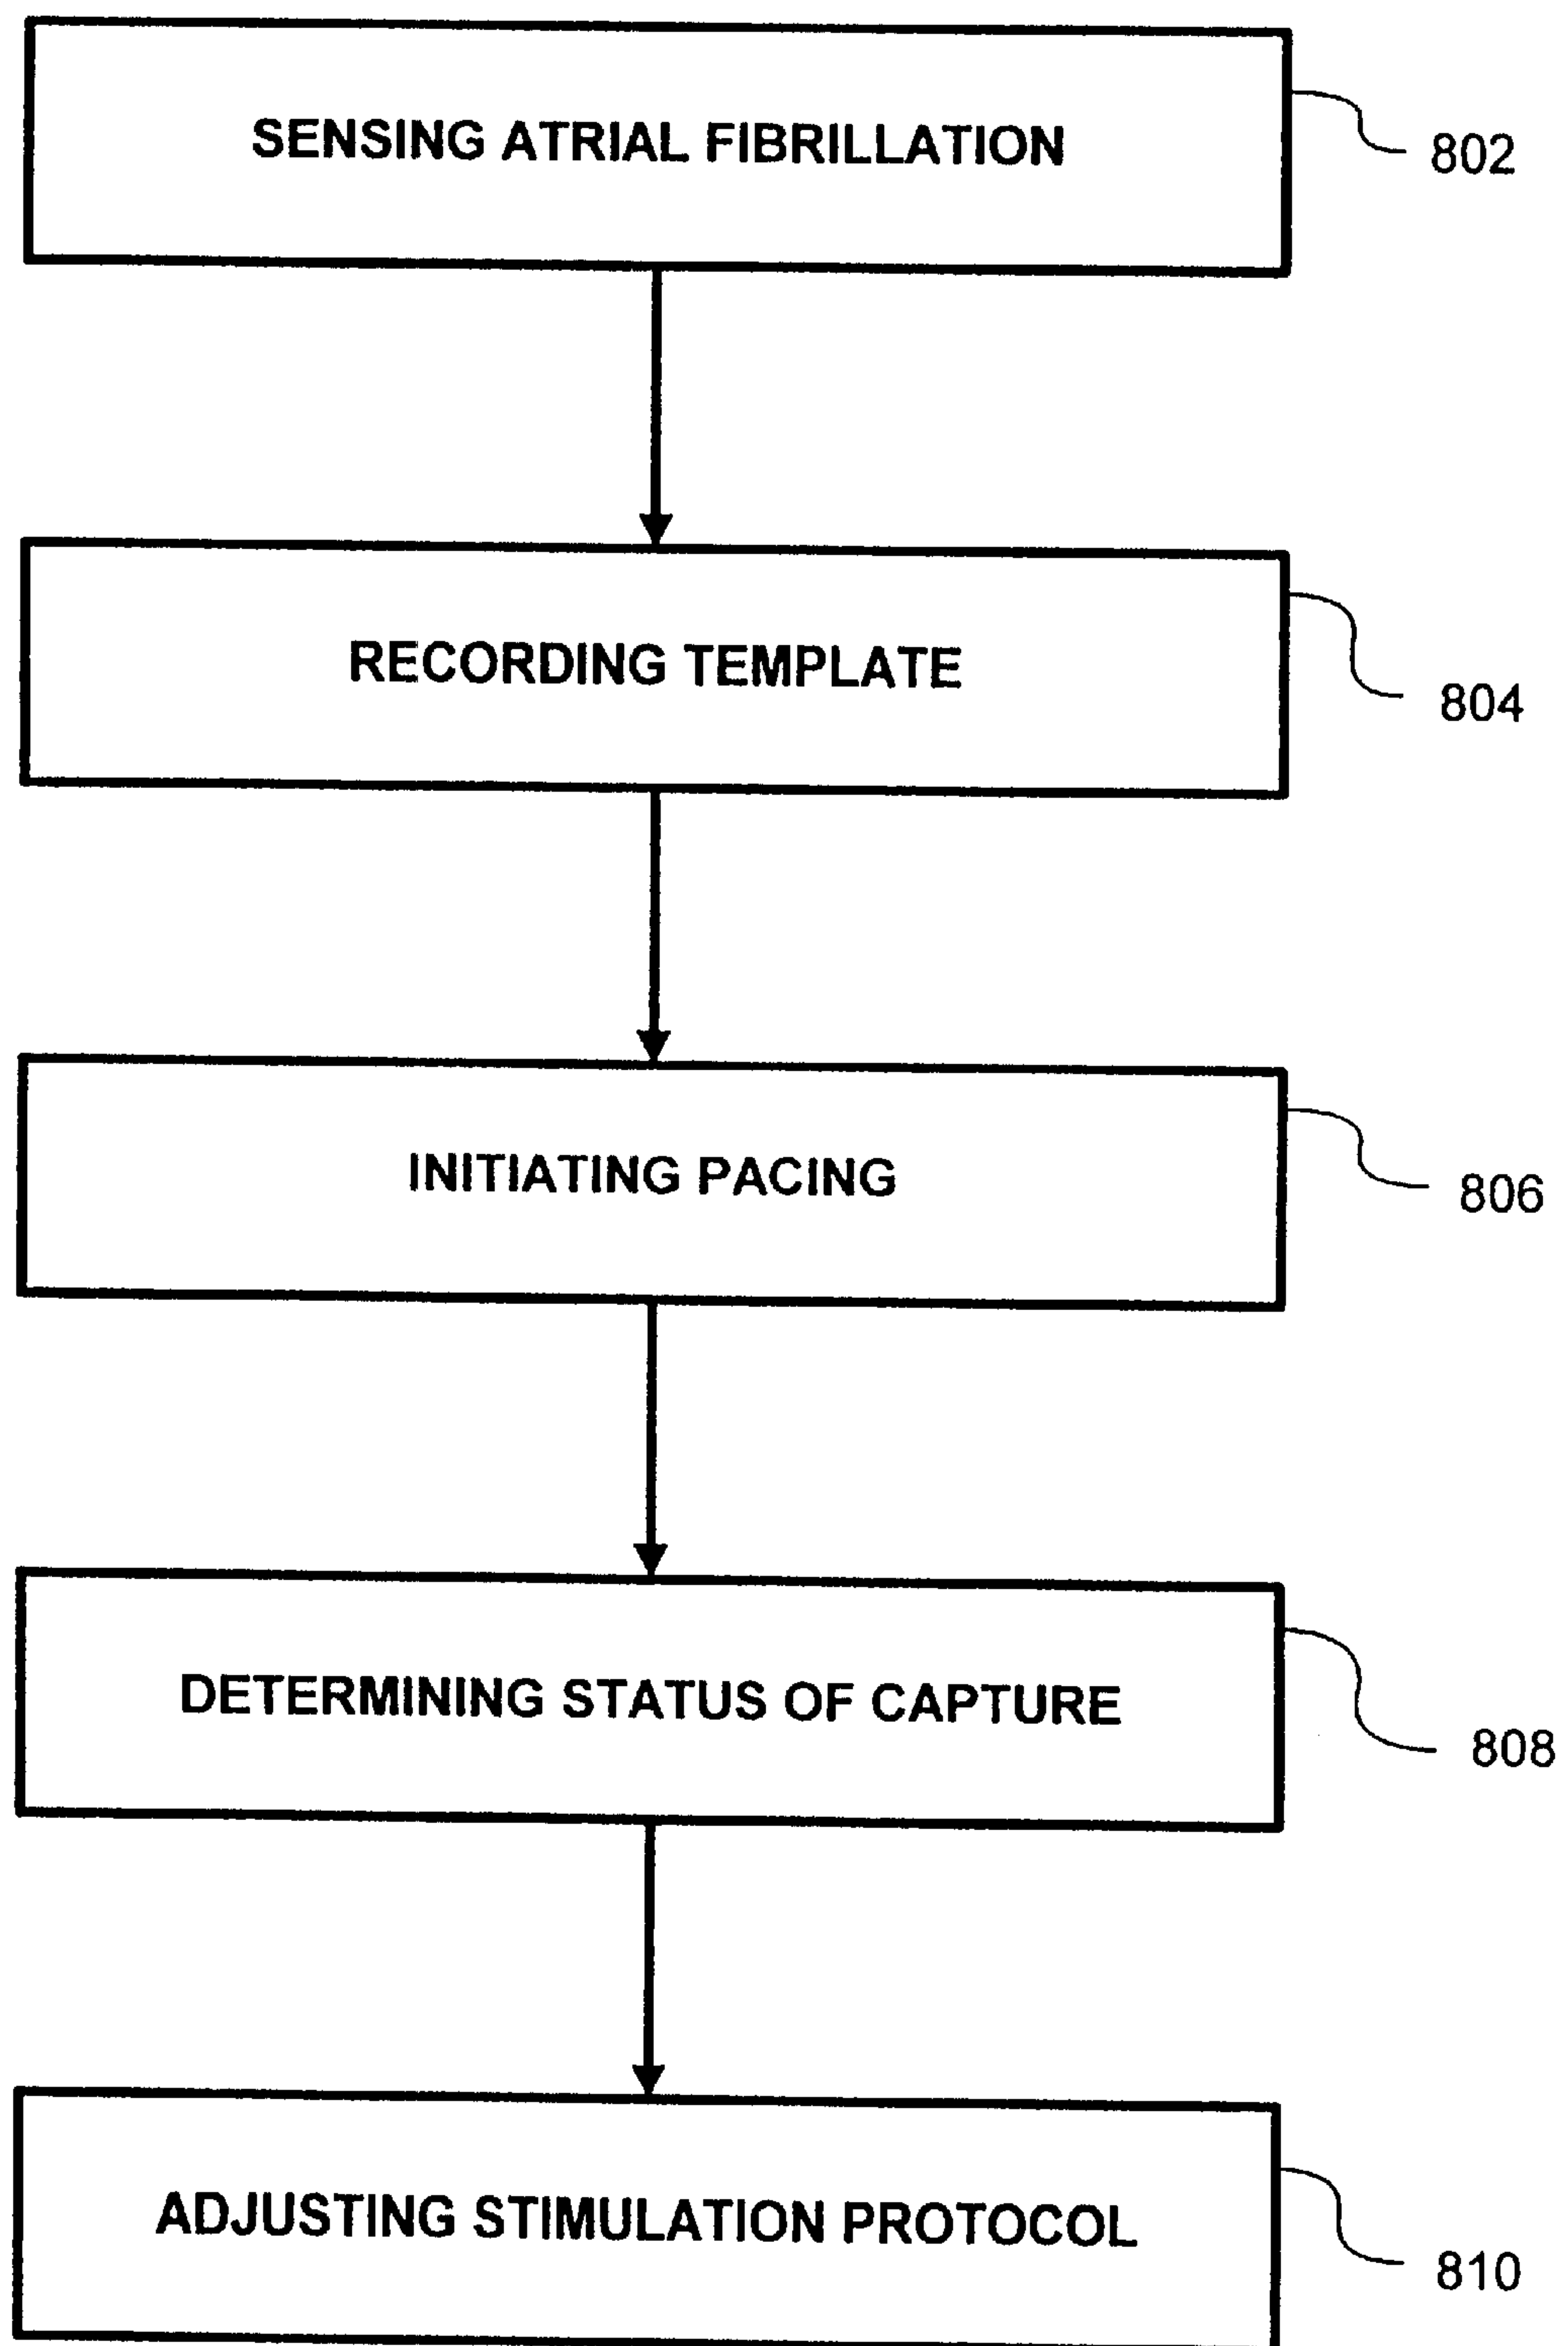 SENSING ATRIAL FIBRILLATION
802
RECORDING TEMPLATE
804
INITIATING PACING
806
DETERMINING STATUS OF CAPTURE
808
ADJUSTING STIMULATION PROTOCOL
810